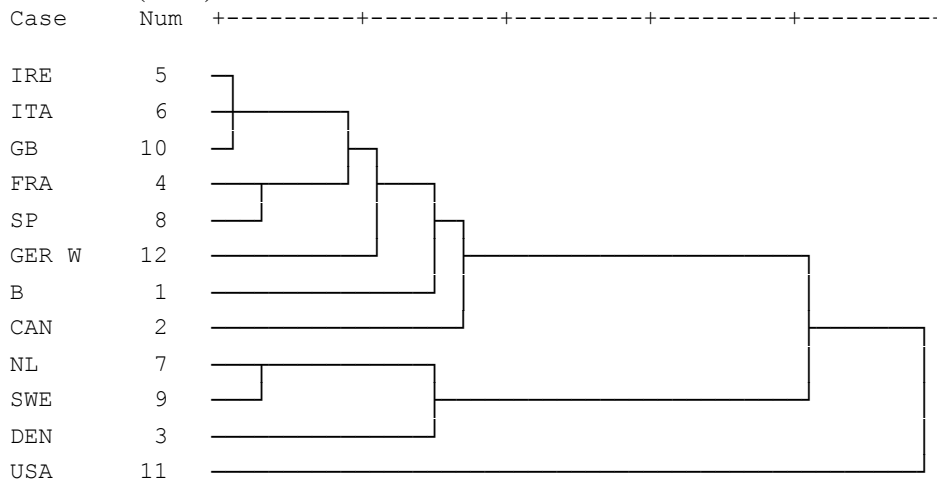 Case Num +---------+---------+---------+---------+----------
IRE 5
ITA 6
GB 10
FRA 4
SP 8
GER W 12
B 1
CAN 2
NL 7
SWE 9
DEN 3
USA 11